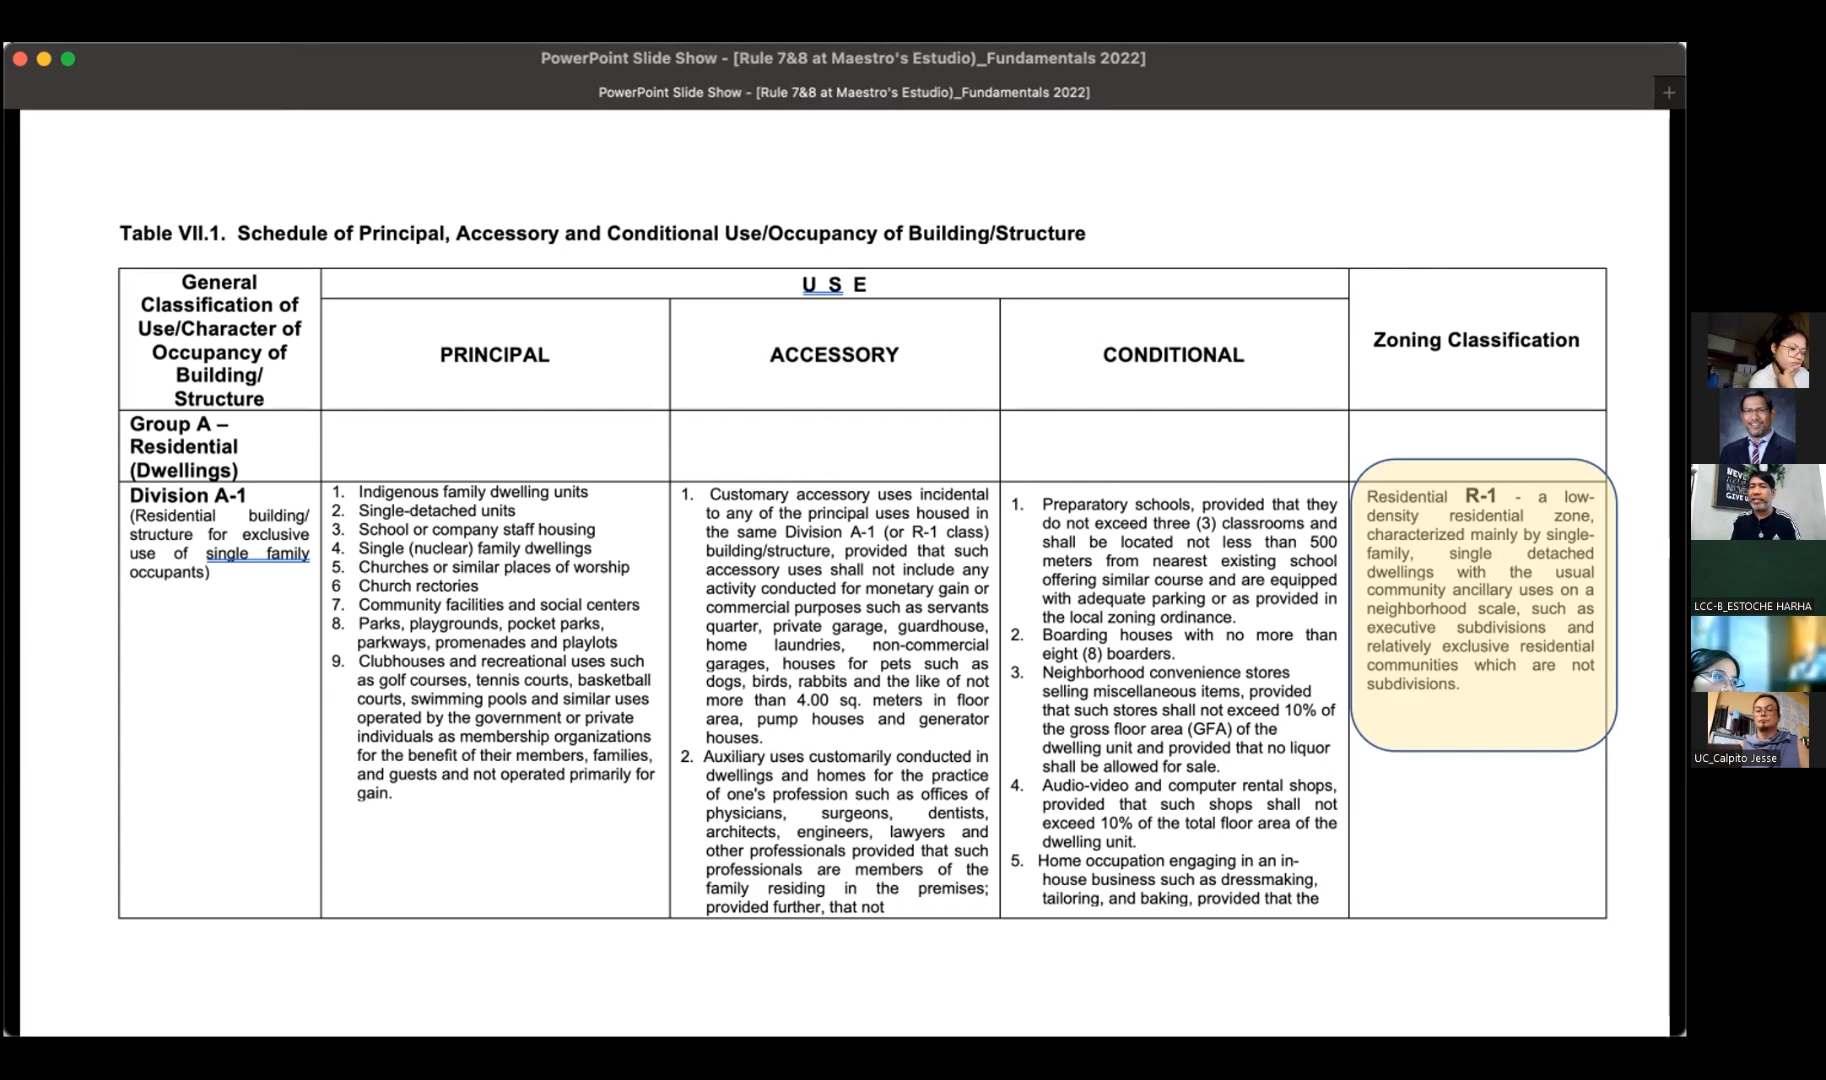 PowerPoint Slide Show - [Rule 7&8 at Maestro's Estudio)_Fundamentals 2022]
PowerPoint Slide Show - [Rule 7&8 at Maestro's Estudio)_Fundamentals 2022]
Table VII.1. Schedule of Principal, Accessory and Conditional Use/Occupancy of Building/Structure
General
Classification of
Use/Character of
Occupancy of
Building/
Structure
U S E
PRINCIPAL
ACCESSORY
CONDITIONAL
Zoning Classification
Group A –
Residential
(Dwellings)
Division A-1
(Residential building/
structure for exclusive
use of single family
occupants)
1. Indigenous family dwelling units
2. Single-detached units
3. School or company staff housing
4. Single (nuclear) family dwellings
5. Churches or similar places of worship
6 Church rectories
7. Community facilities and social centers
8. Parks, playgrounds, pocket parks,
parkways, promenades and playlots
9. Clubhouses and recreational uses such
as golf courses, tennis courts, basketball
courts, swimming pools and similar uses
operated by the government or private
individuals as membership organizations
for the benefit of their members, families,
and guests and not operated primarily for
gain.
1. Customary accessory uses incidental
to any of the principal uses housed in
the same Division A-1 (or R-1 class)
building/structure, provided that such
accessory uses shall not include any
activity conducted for monetary gain or
commercial purposes such as servants
quarter, private garage, guardhouse,
home laundries, non-commercial
garages, houses for pets such as
dogs, birds, rabbits and the like of not
more than 4.00 sq. meters in floor
area, pump houses and generator
houses.
2. Auxiliary uses customarily conducted in
dwellings and homes for the practice
of one's profession such as offices of
physicians, surgeons, dentists,
architects, engineers, lawyers and
other professionals provided that such
professionals are members of the
family residing in the premises;
provided further, that not
1. Preparatory schools, provided that they
do not exceed three (3) classrooms and
shall be located not less than 500
meters from nearest existing school
offering similar course and are equipped
with adequate parking or as provided in
the local zoning ordinance.
2. Boarding houses with no more than
eight (8) boarders.
3. Neighborhood convenience stores
selling miscellaneous items, provided
that such stores shall not exceed 10% of
the gross floor area (GFA) of the
dwelling unit and provided that no liquor
shall be allowed for sale.
4. Audio-video and computer rental shops,
provided that such shops shall not
exceed 10% of the total floor area of the
dwelling unit.
5. Home occupation engaging in an in-
house business such as dressmaking,
tailoring, and baking, provided that the
Residential R-1 - a low-
density residential zone,
characterized mainly by single-
family, single detached
dwellings with the usual
community ancillary uses on a
neighborhood scale, such as
executive subdivisions and
relatively exclusive residential
communities which are not
subdivisions.
LCC-B_ESTOCHE HARHA
UC_Calpito Jesse